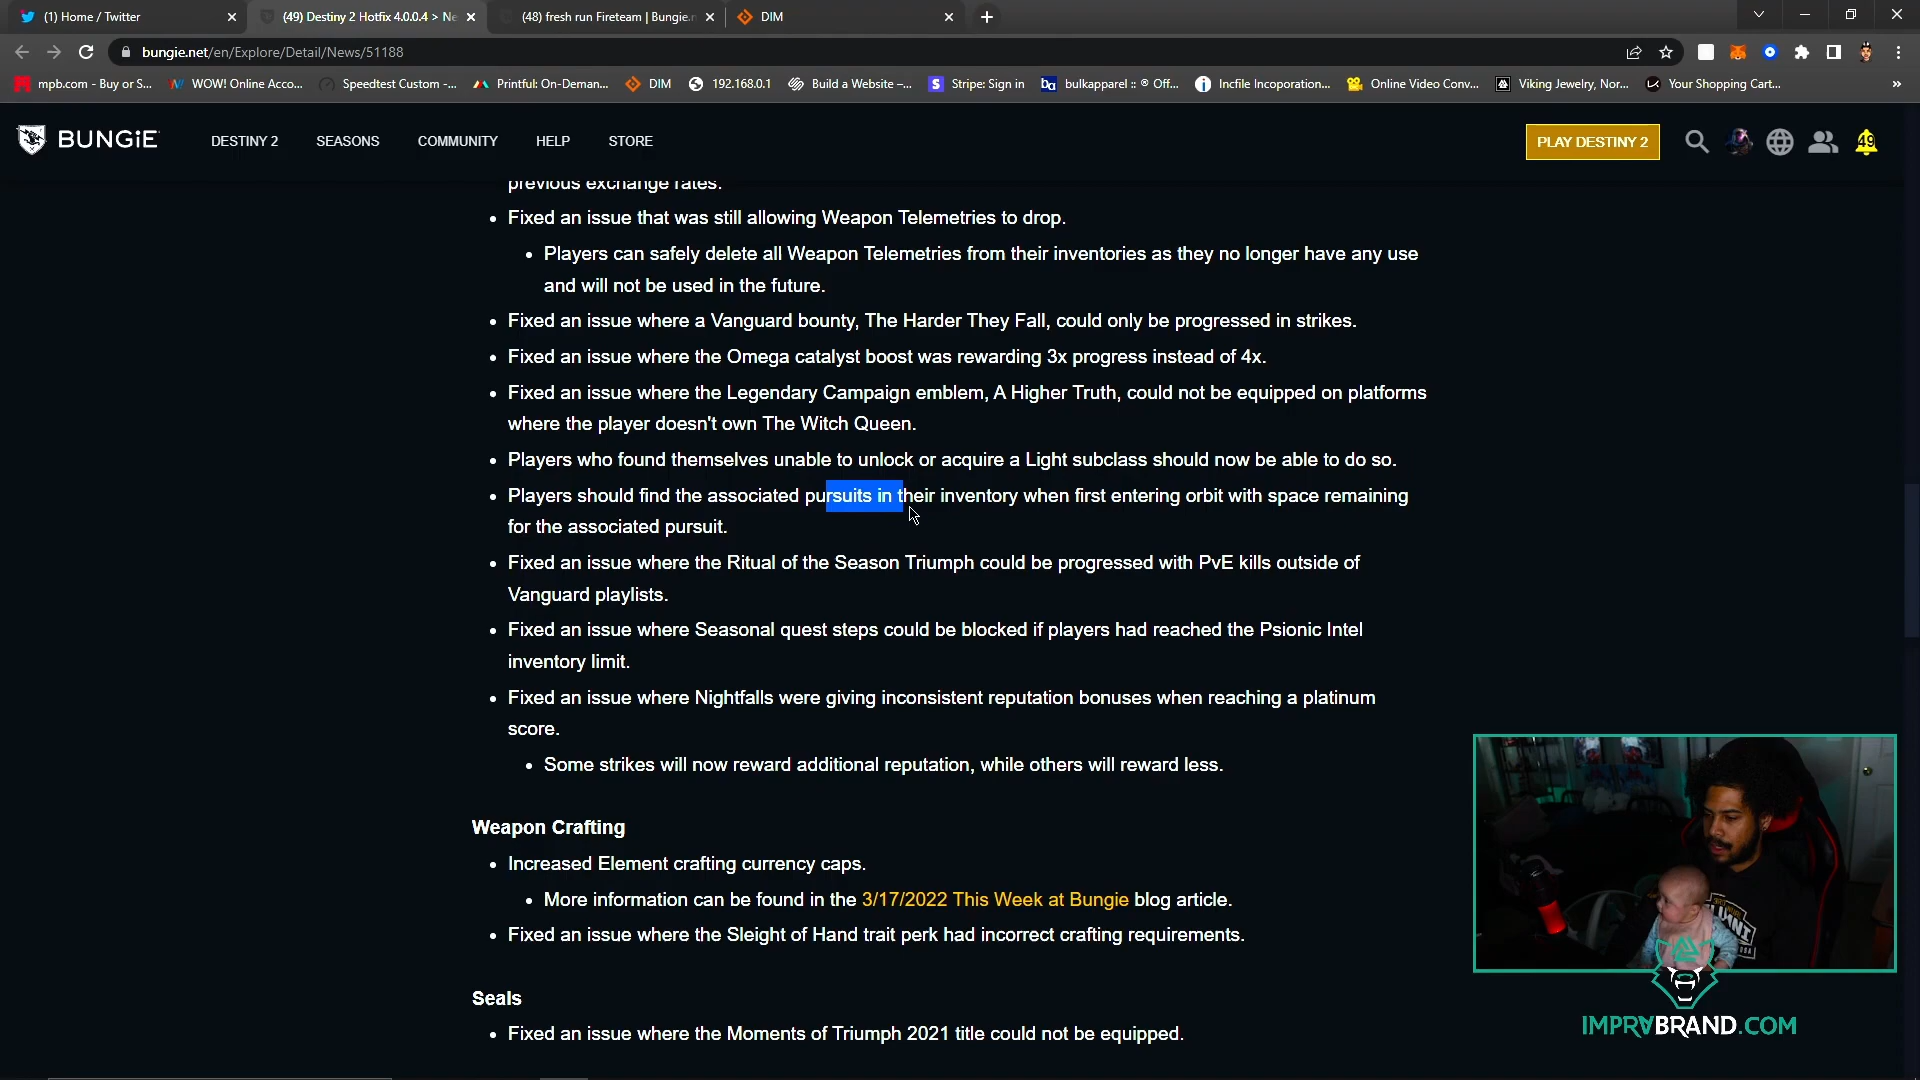 (1) Home / Twitter
(49) Destiny 2 Hotfix 4.0.0.4 > Ne
(48) fresh run Fireteam | Bungie.n
DIM
bungie.net/en/Explore/Detail/News/51188
mpb.com - Buy or S...
WOW! Online Acco...
Speedtest Custom -...
Printful: On-Deman...
DIM
192.168.0.1
Build a Website –...
Stripe: Sign in
ba
bulkapparel :: ® Off...
Incfile Incoporation...
Online Video Conv...
Viking Jewelry, Nor...
Your Shopping Cart...
»
BUNGiE
DESTINY 2
SEASONS
COMMUNITY
HELP
STORE
PLAY DESTINY 2
49
previous exchange rates.
• Fixed an issue that was still allowing Weapon Telemetries to drop.
• Players can safely delete all Weapon Telemetries from their inventories as they no longer have any use
and will not be used in the future.
• Fixed an issue where a Vanguard bounty, The Harder They Fall, could only be progressed in strikes.
• Fixed an issue where the Omega catalyst boost was rewarding 3x progress instead of 4x.
• Fixed an issue where the Legendary Campaign emblem, A Higher Truth, could not be equipped on platforms
where the player doesn't own The Witch Queen.
• Players who found themselves unable to unlock or acquire a Light subclass should now be able to do so.
• Players should find the associated pursuits in their inventory when first entering orbit with space remaining
for the associated pursuit.
• Fixed an issue where the Ritual of the Season Triumph could be progressed with PvE kills outside of
Vanguard playlists.
• Fixed an issue where Seasonal quest steps could be blocked if players had reached the Psionic Intel
inventory limit.
• Fixed an issue where Nightfalls were giving inconsistent reputation bonuses when reaching a platinum
score.
• Some strikes will now reward additional reputation, while others will reward less.
Weapon Crafting
• Increased Element crafting currency caps.
• More information can be found in the 3/17/2022 This Week at Bungie blog article.
• Fixed an issue where the Sleight of Hand trait perk had incorrect crafting requirements.
Seals
• Fixed an issue where the Moments of Triumph 2021 title could not be equipped.
IMPRVBRAND.COM